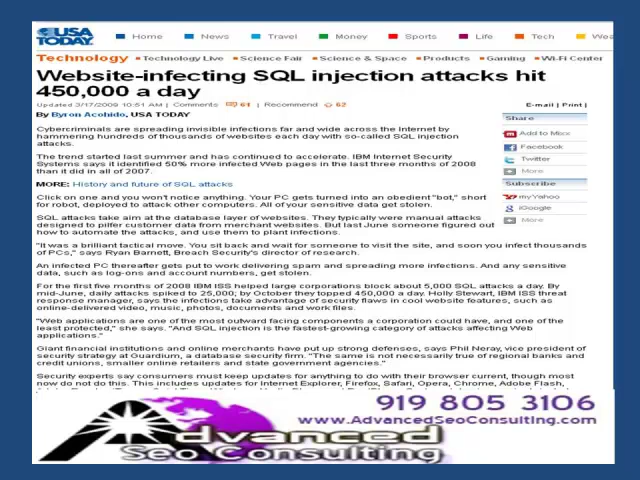 USA TODAY
Home News Travel Money Sports Life Tech Wea
Technology Technology Live Science Fair Science & Space Products Gaming Wi-Fi Center
Website-infecting SQL injection attacks hit
450,000 a day
Updated 3/17/2009 10:51 AM | Comments 61 | Recommend 62
E-mail | Print |
By Byron Acohido, USA TODAY
Share
Add to Mixx
Facebook
Twitter
More
Subscribe
myYahoo
iGoogle
More
Cybercriminals are spreading invisible infections far and wide across the Internet by
hammering hundreds of thousands of websites each day with so-called SQL injection
attacks.
The trend started last summer and has continued to accelerate. IBM Internet Security
Systems says it identified 50% more infected Web pages in the last three months of 2008
than it did in all of 2007.
MORE: History and future of SQL attacks
Click on one and you won't notice anything. Your PC gets turned into an obedient "bot," short
for robot, deployed to attack other computers. All of your sensitive data get stolen.
SQL attacks take aim at the database layer of websites. They typically were manual attacks
designed to pilfer customer data from merchant websites. But last June someone figured out
how to automate the attacks, and use them to plant infections.
"It was a brilliant tactical move. You sit back and wait for someone to visit the site, and soon you infect thousands
of PCs," says Ryan Barnett, Breach Security's director of research.
An infected PC thereafter gets put to work delivering spam and spreading more infections. And any sensitive
data, such as log-ons and account numbers, get stolen.
For the first five months of 2008 IBM ISS helped large corporations block about 5,000 SQL attacks a day. By
mid-June, daily attacks spiked to 25,000; by October they topped 450,000 a day. Holly Stewart, IBM ISS threat
response manager, says the infections take advantage of security flaws in cool website features, such as
online-delivered video, music, photos, documents and work files.
"Web applications are one of the most outward facing components a corporation could have, and one of the
least protected," she says. "And SQL injection is the fastest-growing category of attacks affecting Web
applications."
Giant financial institutions and online merchants have put up strong defenses, says Phil Neray, vice president
of security strategy at Guardium, a database security firm. "The same is not necessarily true of regional banks and
credit unions, smaller online retailers and state government agencies."
Security experts say consumers must keep updates for anything to do with their browser current, though most
now do not do this. This includes updates for Internet Explorer, Firefox, Safari, Opera, Chrome, Adobe Flash,
919 805 3106
www.AdvancedSeoConsulting.com
Advanced
Seo Consulting